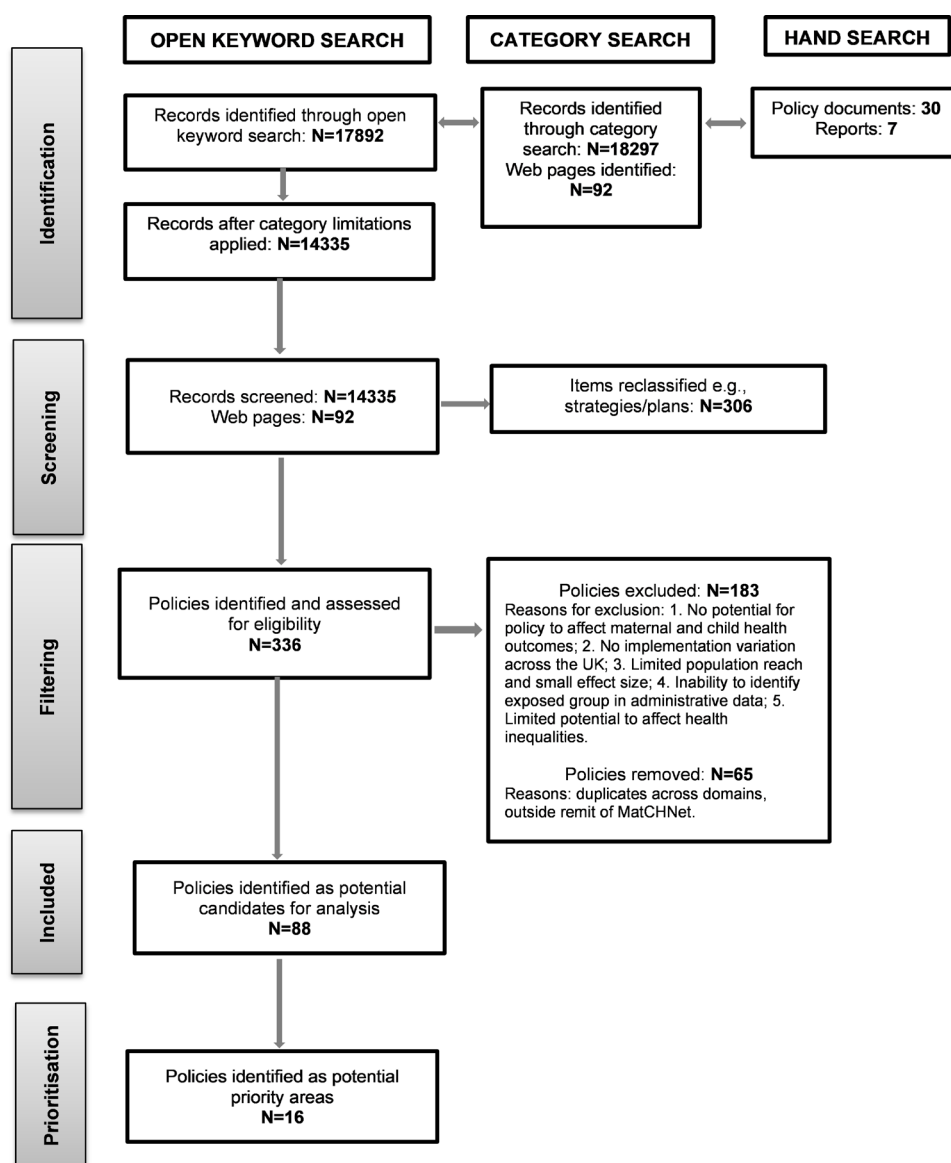 OPEN KEYWORD SEARCH
CATEGORY SEARCH
HAND SEARCH
Identification
Records identified through open
keyword search: N=17892
Records identified
through category
search: N=18297
Web pages identified:
N=92
Policy documents: 30
Reports: 7
Records after category limitations
applied: N=14335
Screening
Records screened: N=14335
Web pages: N=92
Items reclassified e.g.,
strategies/plans: N=306
Filtering
Policies identified and assessed
for eligibility
N=336
Policies excluded: N=183
Reasons for exclusion: 1. No potential for
policy to affect maternal and child health
outcomes; 2. No implementation variation
across the UK; 3. Limited population reach
and small effect size; 4. Inability to identify
exposed group in administrative data; 5.
Limited potential to affect health
inequalities.
Policies removed: N=65
Reasons: duplicates across domains,
outside remit of MatCHNet.
Included
Policies identified as potential
candidates for analysis
N=88
Prioritisation
Policies identified as potential
priority areas
N=16